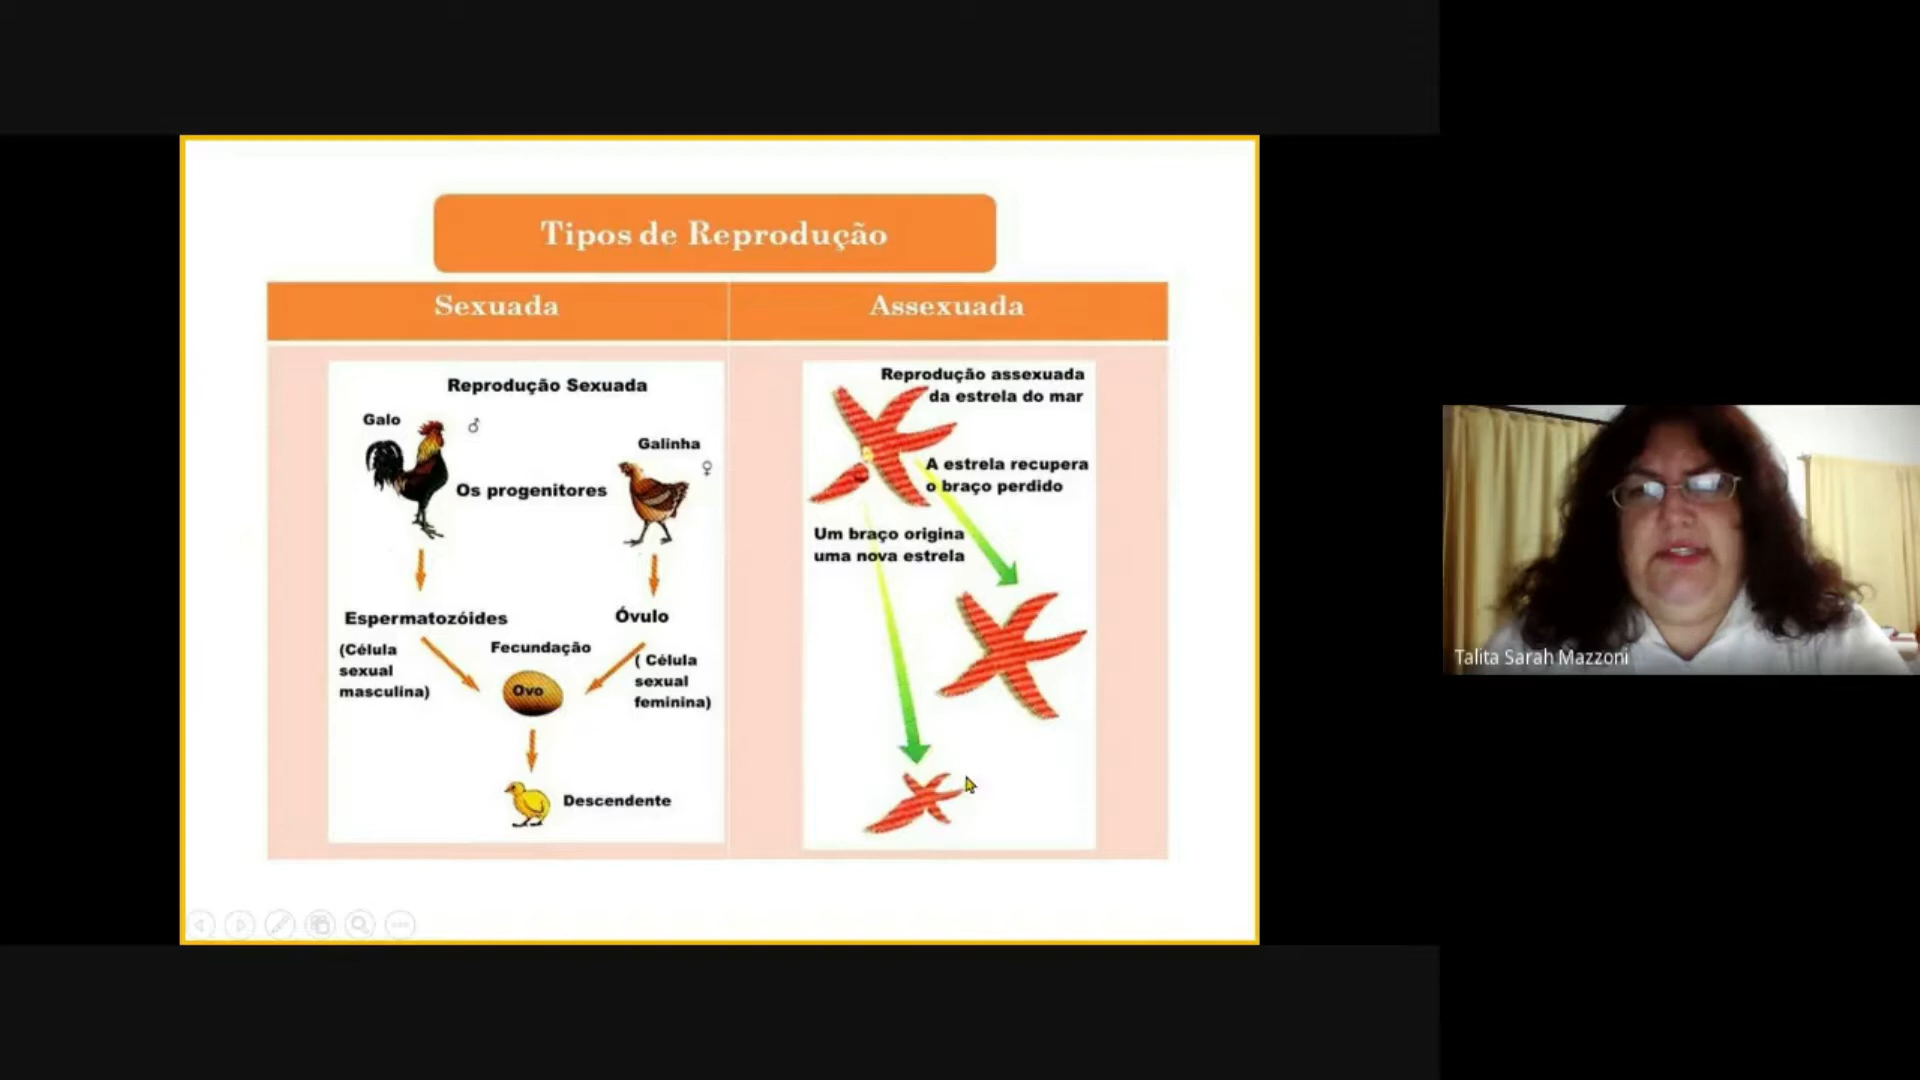 Tipos de Reprodução
Sexuada
Assexuada
Reprodução Sexuada
Galo
Galinha
Os progenitores
Espermatozóides
Óvulo
(Célula
sexual
masculina)
Fecundação
( Célula
sexual
feminina)
Ovo
Descendente
Reprodução assexuada
da estrela do mar
A estrela recupera
o braço perdido
Um braço origina
uma nova estrela
Talita Sarah Mazzoni